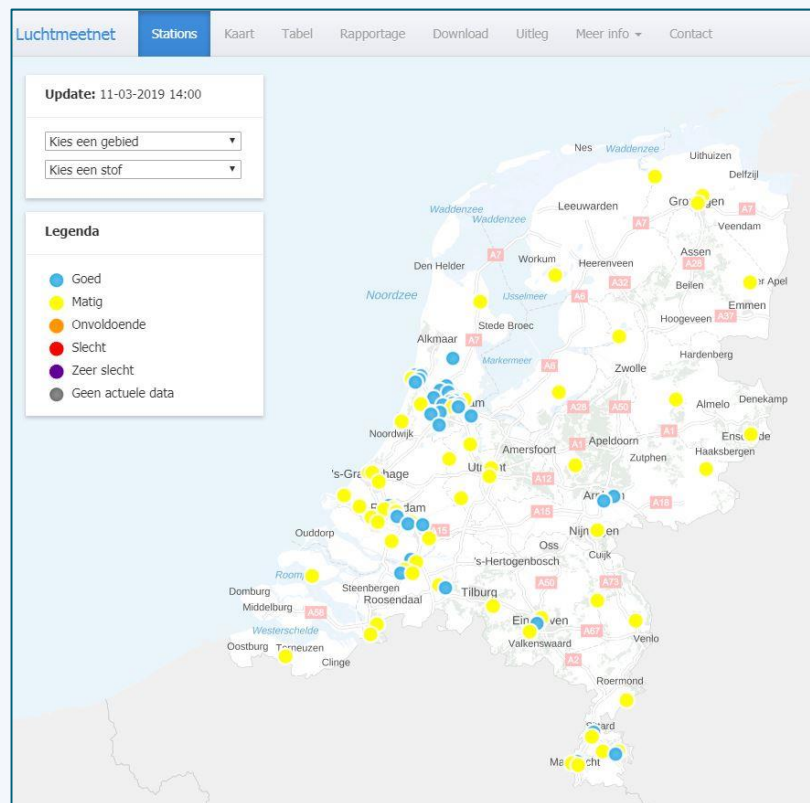 Luchtmeetnet Stations Kaart Tabel Rapportage Download Uitleg Meer info Contact
Update: 11-03-2019 14:00
Kies een gebied
Kies een stof
Legenda
Goed
Matig
Onvoldoende
Slecht
Zeer slecht
Geen actuele data
Nes Waddenzee
Uithuizen
Delfzijl
Leeuwarden
A7
A7
Waddenzee
Waddenzee
Veendam
Assen
A7
Workum
Heerenveen
A28
Den Helder
A32
Beilen
Noordzee
IJsselmeer
A6
Emmen
Hoogeveen
A37
Stede Broec
Alkmaar
A7
Hardenberg
Markermeer
A6
Zwolle
A28
A50
Almelo
Denekamp
Noordwijk
A1
Apeldoorn
A1
Amersfoort
Haaksbergen
Zutphen
A12
A18
A15
A15
Ouddorp
Oss
Cuijk
's-Hertogenbosch
Domburg
Steenbergen
A50
A73
Roosendaal
Tilburg
Middelburg
A58
Westerschelde
A67
Venlo
Oostburg
Terneuzen
Valkenswaard
Clinge
A2
Roermond